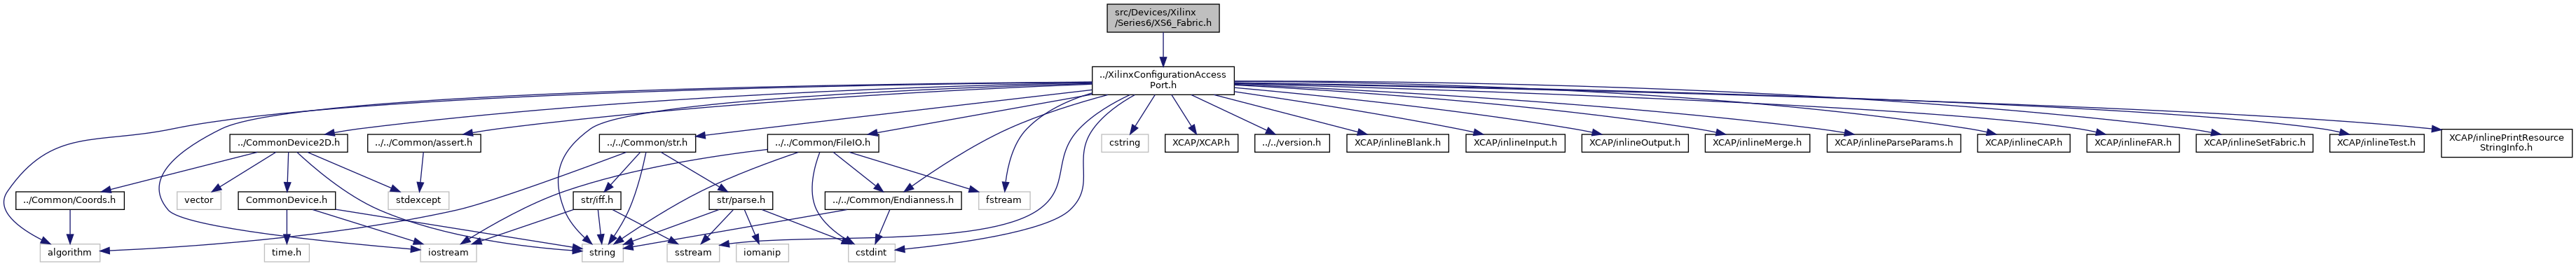 src/Devices/Xilinx
/Series6/XS6_Fabric.h
../XilinxConfigurationAccess
Port.h
../CommonDevice2D.h
../../Common/assert.h
../../Common/str.h
../../Common/FileIO.h
cstring
XCAP/XCAP.h
../../version.h
XCAP/inlineBlank.h
XCAP/inlineInput.h
XCAP/inlineOutput.h
XCAP/inlineMerge.h
XCAP/inlineParseParams.h
XCAP/inlineCAP.h
XCAP/inlineFAR.h
XCAP/inlineSetFabric.h
XCAP/inlineTest.h
XCAP/inlinePrintResource
StringInfo.h
../Common/Coords.h
vector
CommonDevice.h
stdexcept
str/iff.h
str/parse.h
../../Common/Endianness.h
fstream
algorithm
time.h
iostream
string
sstream
iomanip
cstdint